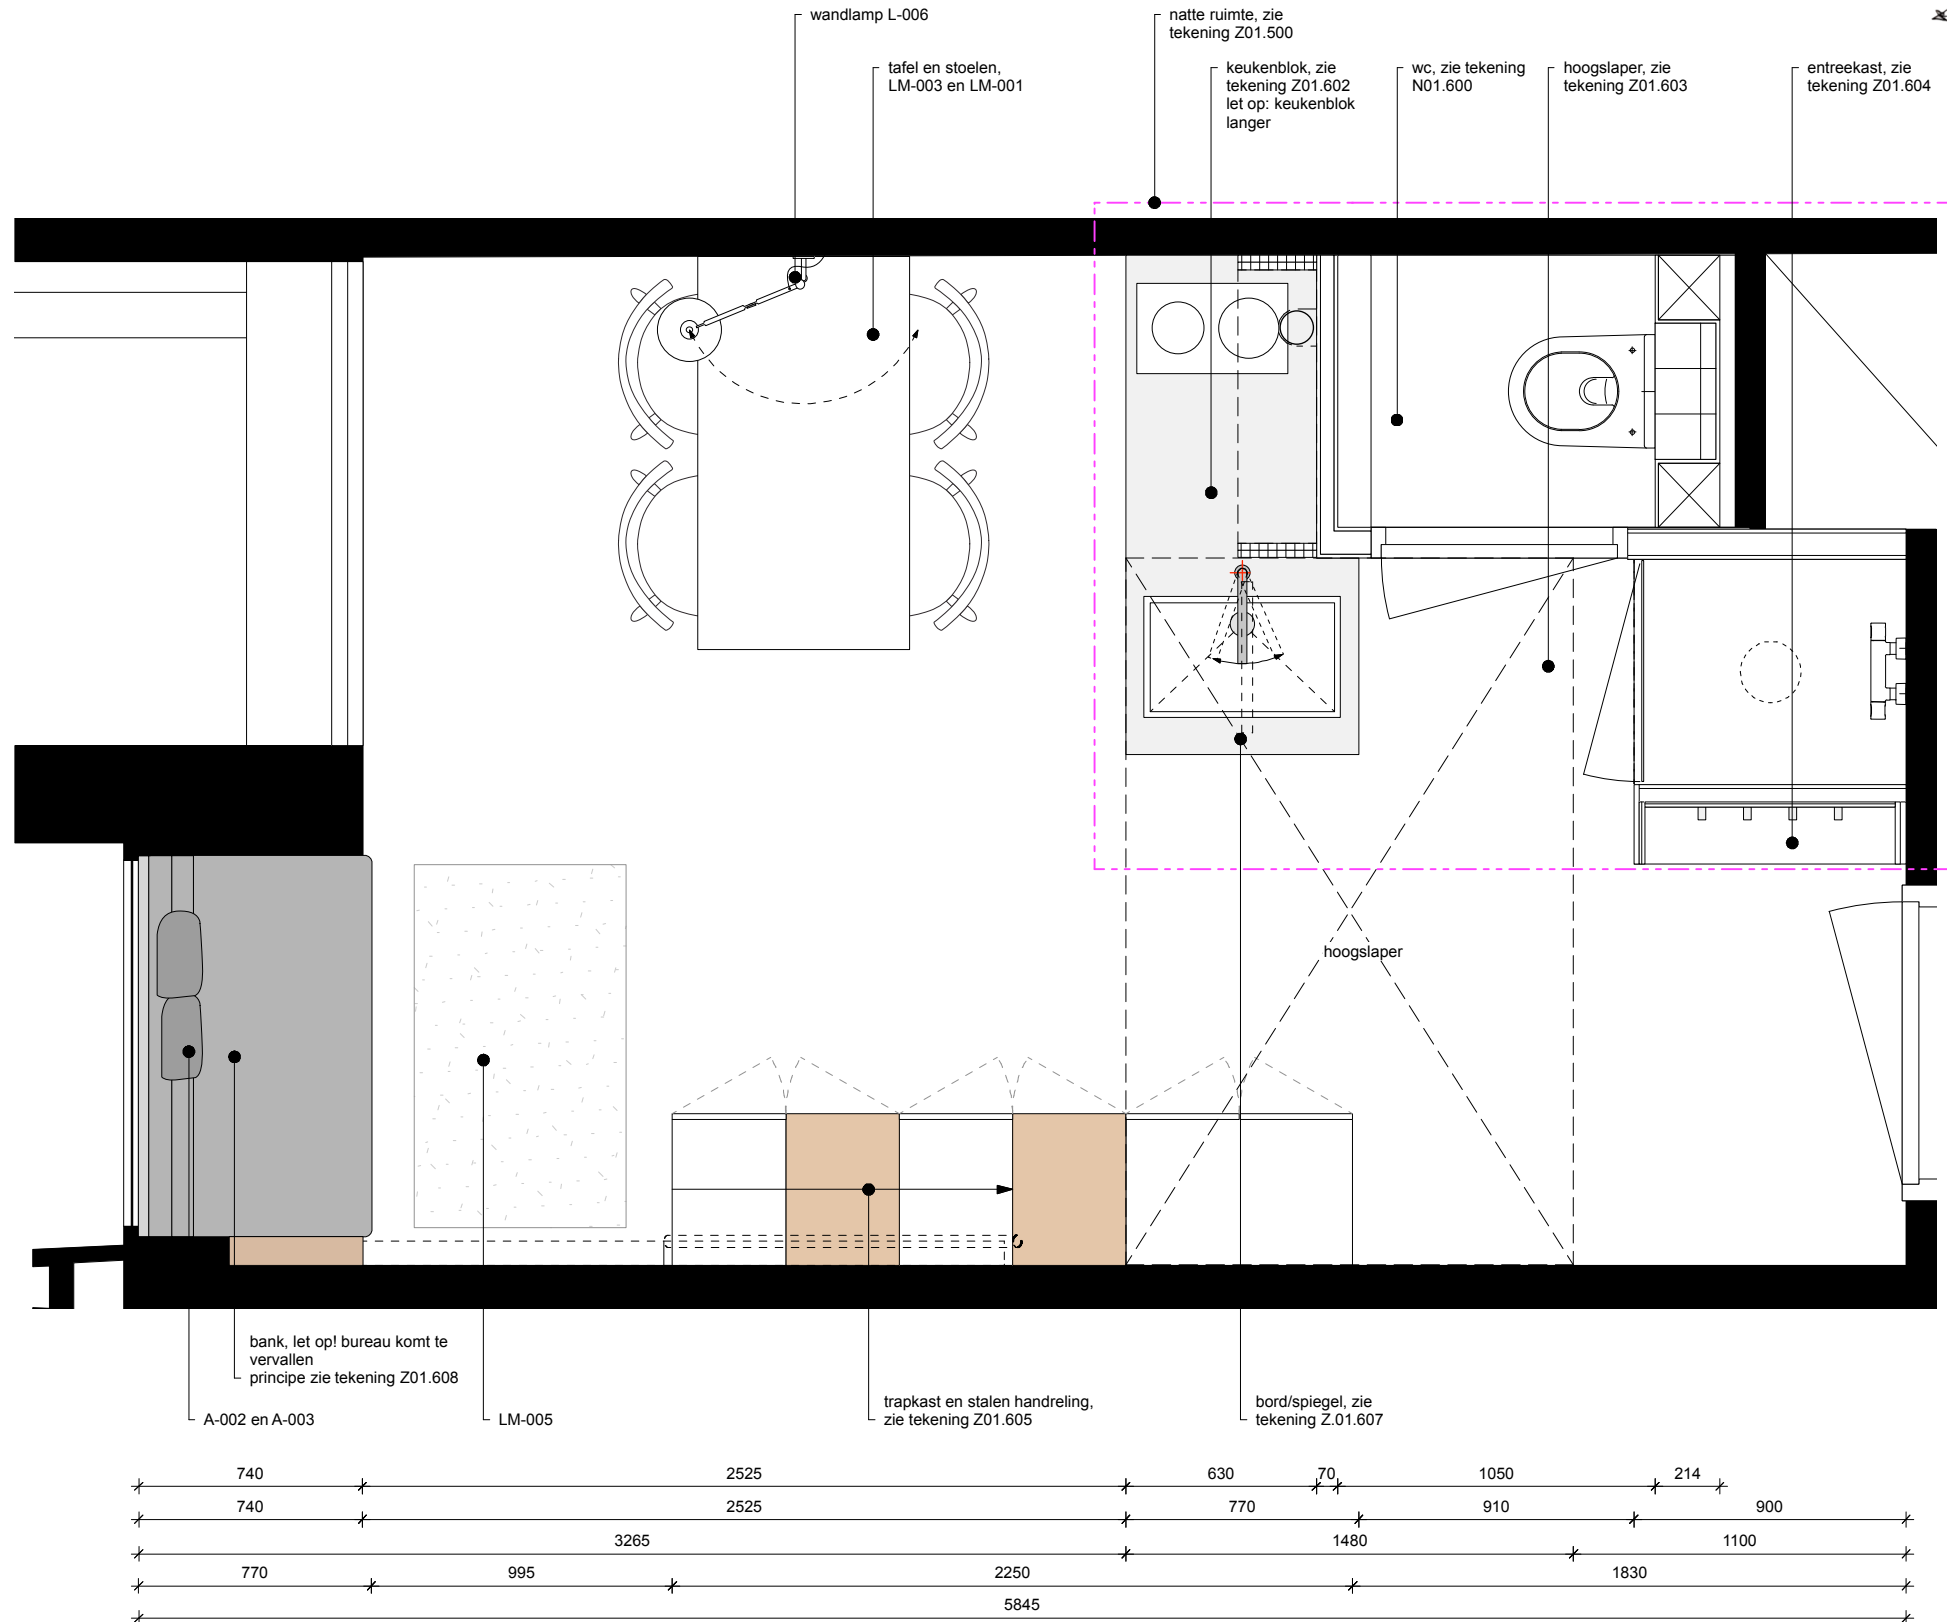 wandlamp L-006
natte ruimte, zie
tekening Z01.500
tafel en stoelen,
LM-003 en LM-001
keukenblok, zie
tekening Z01.602
let op: keukenblok
langer
wc, zie tekening
N01.600
hoogslaper, zie
tekening Z01.603
entreekast, zie
tekening Z01.604
hoogslaper
bank, let op! bureau komt te
vervallen
principe zie tekening Z01.608
A-002 en A-003
LM-005
trapkast en stalen handreling,
zie tekening Z01.605
bord/spiegel, zie
tekening Z.01.607
740 2525 630 70 1050 214
740 2525 770 910 900
3265 1480 1100
770 995 2250 1830
5845